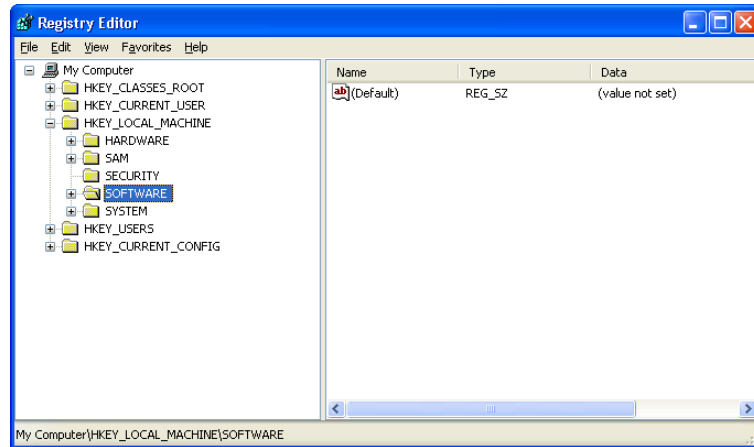 Registry Editor
File Edit View Favorites Help
My Computer
HKEY_CLASSES_ROOT
HKEY_CURRENT_USER
HKEY_LOCAL_MACHINE
HARDWARE
SAM
SECURITY
SOFTWARE
SYSTEM
HKEY_USERS
HKEY_CURRENT_CONFIG
Name Type Data
ab (Default) REG_SZ (value not set)
My Computer\HKEY_LOCAL_MACHINE\SOFTWARE